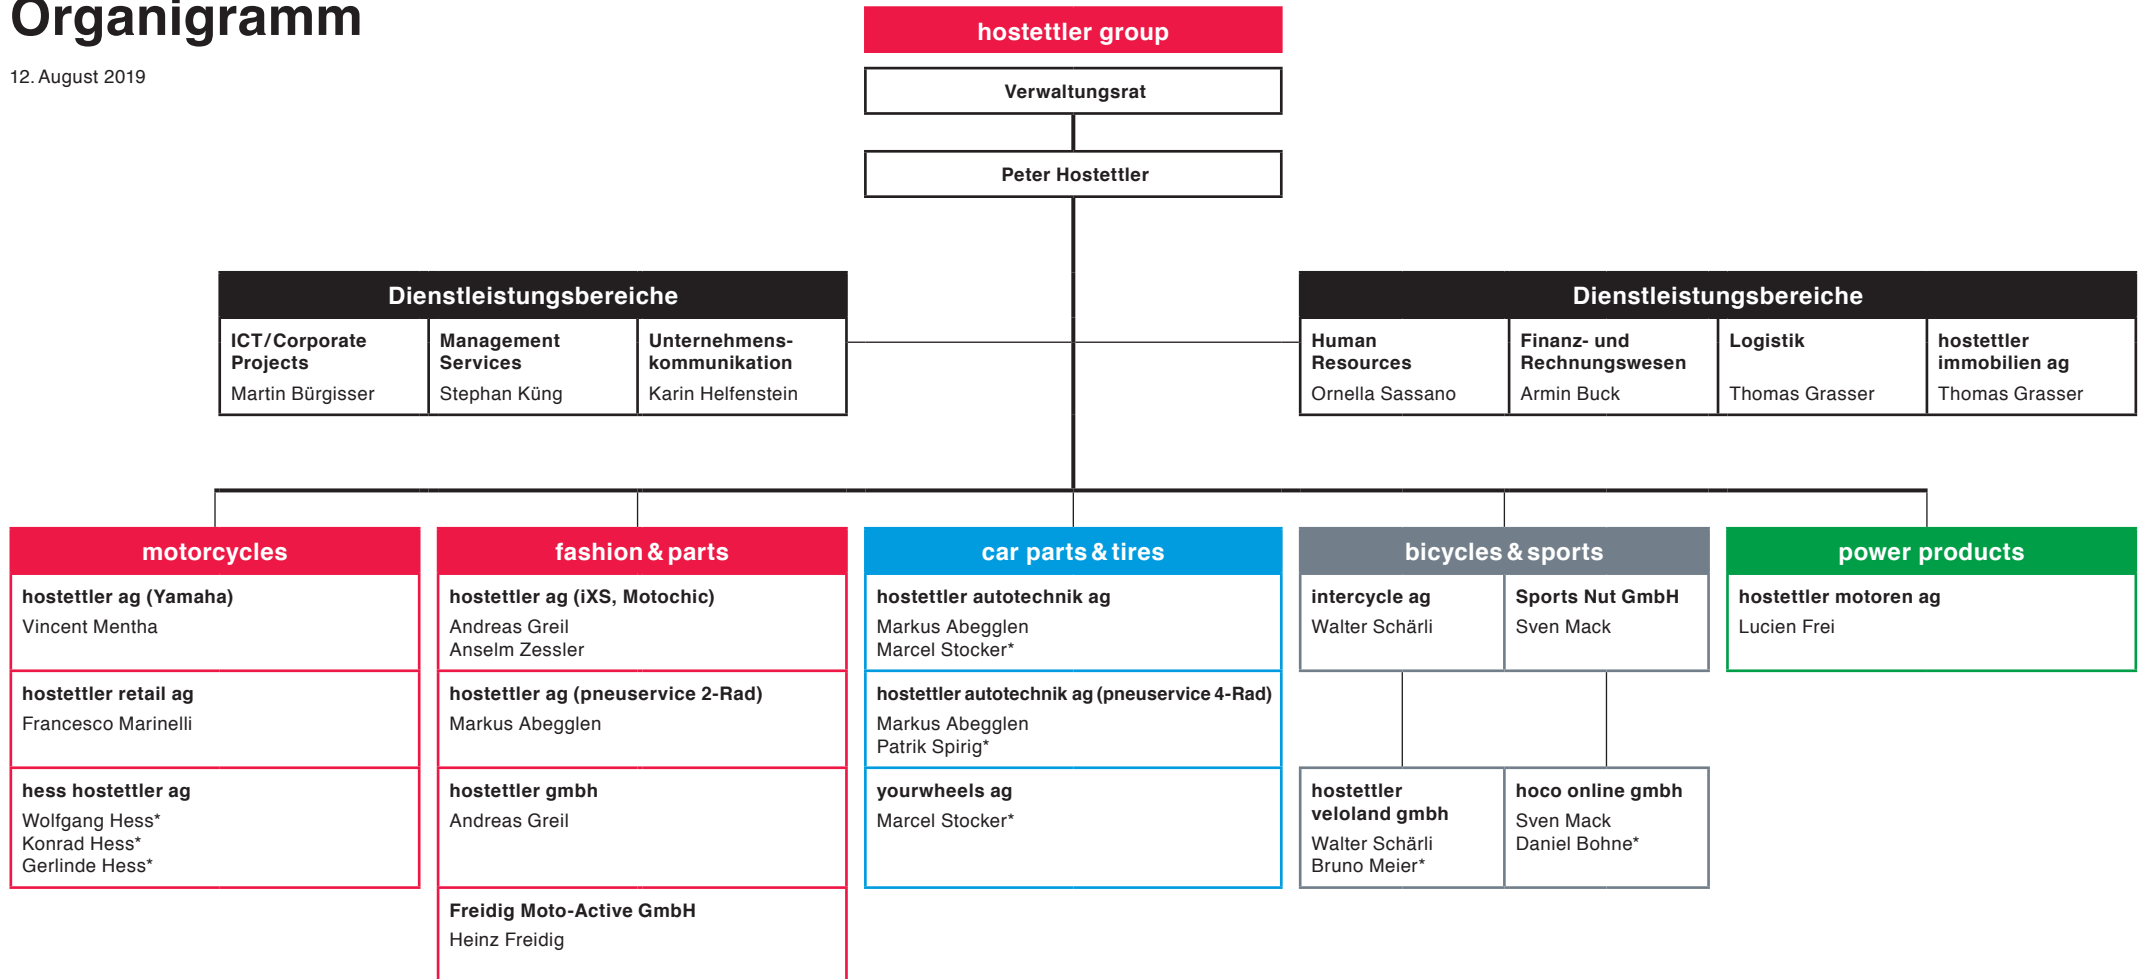 Organigramm
12. August 2019
hostettler group
Verwaltungsrat
Peter Hostettler
Dienstleistungsbereiche
ICT/Corporate
Projects
Martin Bürgisser
Management
Services
Stephan Küng
Unternehmens-
kommunikation
Karin Helfenstein
Dienstleistungsbereiche
Human
Resources
Ornella Sassano
Finanz- und
Rechnungswesen
Armin Buck
Logistik
Thomas Grasser
hostettler
immobilien ag
Thomas Grasser
motorcycles
hostettler ag (Yamaha)
Vincent Mentha
hostettler retail ag
Francesco Marinelli
hess hostettler ag
Wolfgang Hess*
Konrad Hess*
Gerlinde Hess*
fashion & parts
hostettler ag (iXS, Motochic)
Andreas Greil
Anselm Zessler
hostettler ag (pneuservice 2-Rad)
Markus Abegglen
hostettler gmbh
Andreas Greil
Freidig Moto-Active GmbH
Heinz Freidig
car parts & tires
hostettler autotechnik ag
Markus Abegglen
Marcel Stocker*
hostettler autotechnik ag (pneuservice 4-Rad)
Markus Abegglen
Patrik Spirig*
yourwheels ag
Marcel Stocker*
bicycles & sports
intercycle ag
Walter Schärli
Sports Nut GmbH
Sven Mack
hostettler
veloland gmbh
Walter Schärli
Bruno Meier*
hoco online gmbh
Sven Mack
Daniel Bohne*
power products
hostettler motoren ag
Lucien Frei